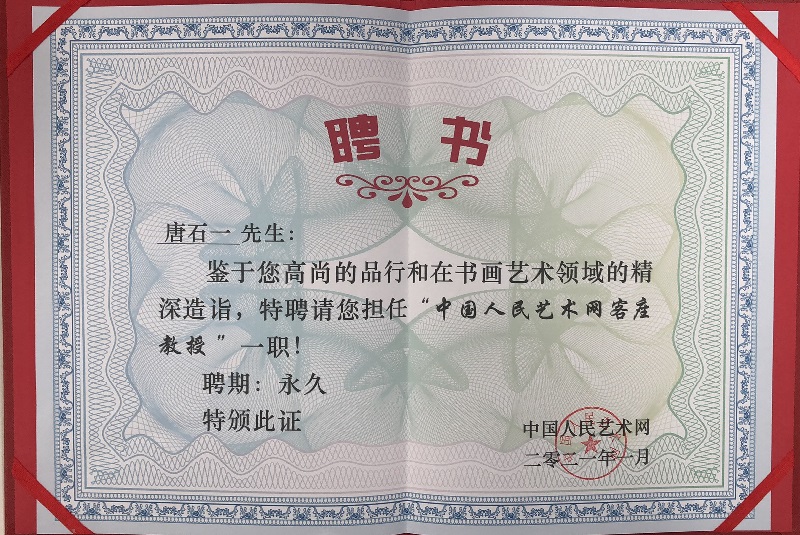 聘书
唐石一先生：
鉴于您高尚的品行和在书画艺术领域的精
深造诣，特聘请您担任“中国人民艺术网客座
教授”一职！
聘期：永久
特颁此证
中国人民艺术网
二零二一年一月